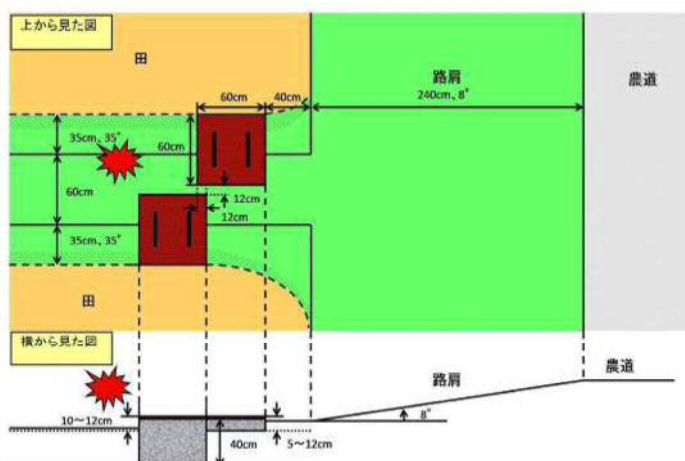 上から見た図
田
路肩
農道
60cm
40cm
240cm、8°
35cm、35°
60cm
60cm
12cm
12cm
35cm、35°
田
横から見た図
農道
路肩
8°
10～12cm
40cm
5～12cm